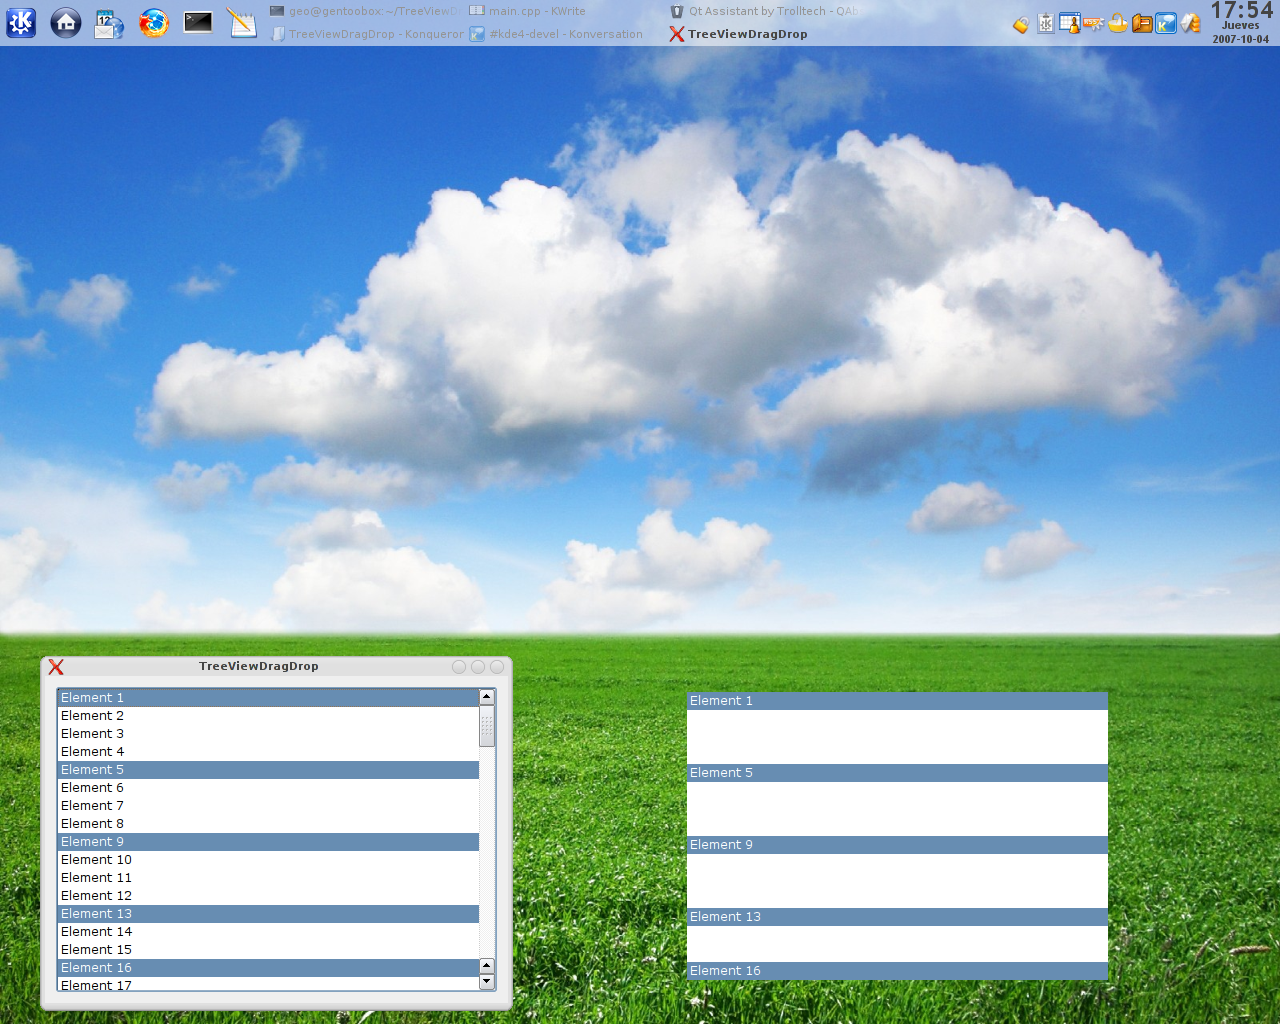 geo@gentoobox:~/TreeViewD
main.cpp - KWrite
Qt Assistant by Trolltech - QAb
TreeViewDragDrop - Konqueror
#kde4-devel - Konversation
TreeViewDragDrop
17:54
Jueves
2007-10-04
TreeViewDragDrop
Element 1
Element 2
Element 3
Element 4
Element 5
Element 6
Element 7
Element 8
Element 9
Element 10
Element 11
Element 12
Element 13
Element 14
Element 15
Element 16
Element 17
Element 1
Element 5
Element 9
Element 13
Element 16